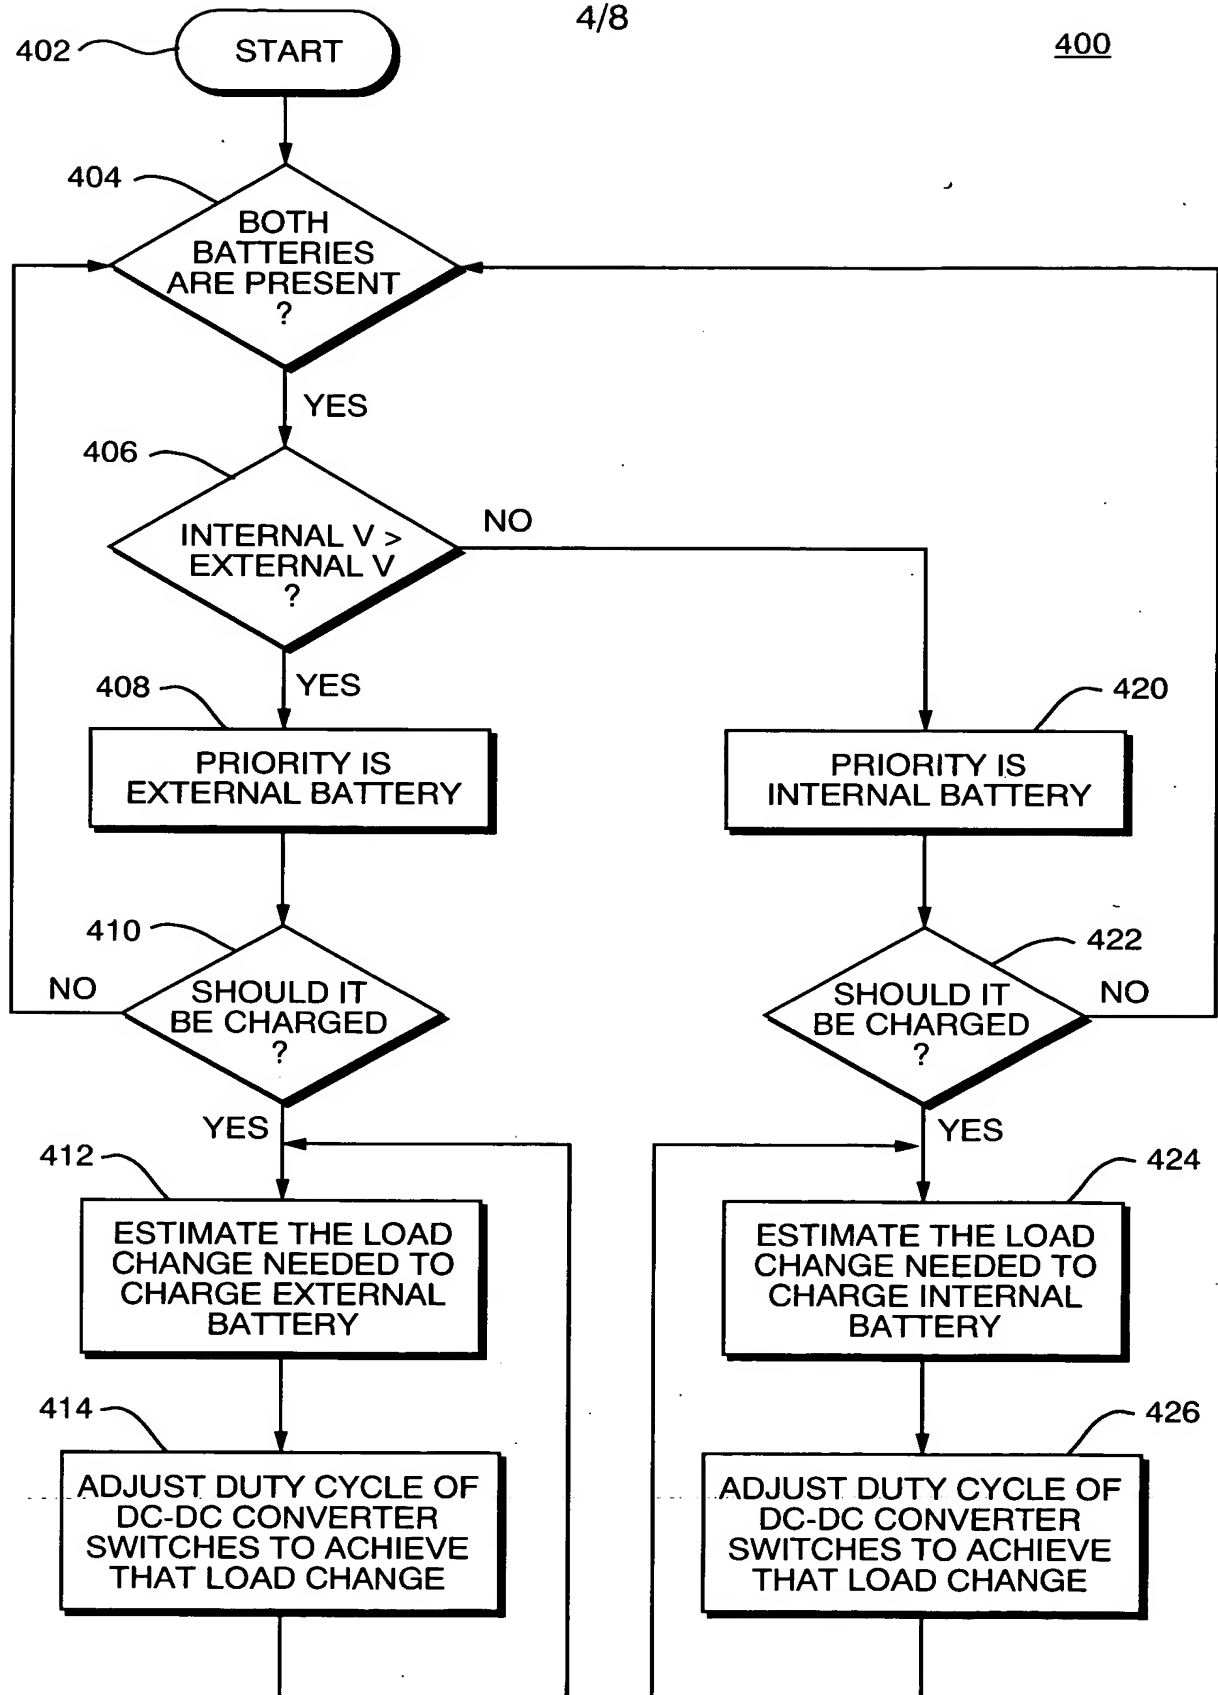 4/8
400
402
START
404
BOTH
BATTERIES
ARE PRESENT
?
YES
406
INTERNAL V >
EXTERNAL V
?
NO
YES
408
PRIORITY IS
EXTERNAL BATTERY
420
PRIORITY IS
INTERNAL BATTERY
410
SHOULD IT
BE CHARGED
?
NO
YES
422
SHOULD IT
BE CHARGED
?
NO
YES
412
ESTIMATE THE LOAD
CHANGE NEEDED TO
CHARGE EXTERNAL
BATTERY
424
ESTIMATE THE LOAD
CHANGE NEEDED TO
CHARGE INTERNAL
BATTERY
414
ADJUST DUTY CYCLE OF
DC-DC CONVERTER
SWITCHES TO ACHIEVE
THAT LOAD CHANGE
426
ADJUST DUTY CYCLE OF
DC-DC CONVERTER
SWITCHES TO ACHIEVE
THAT LOAD CHANGE